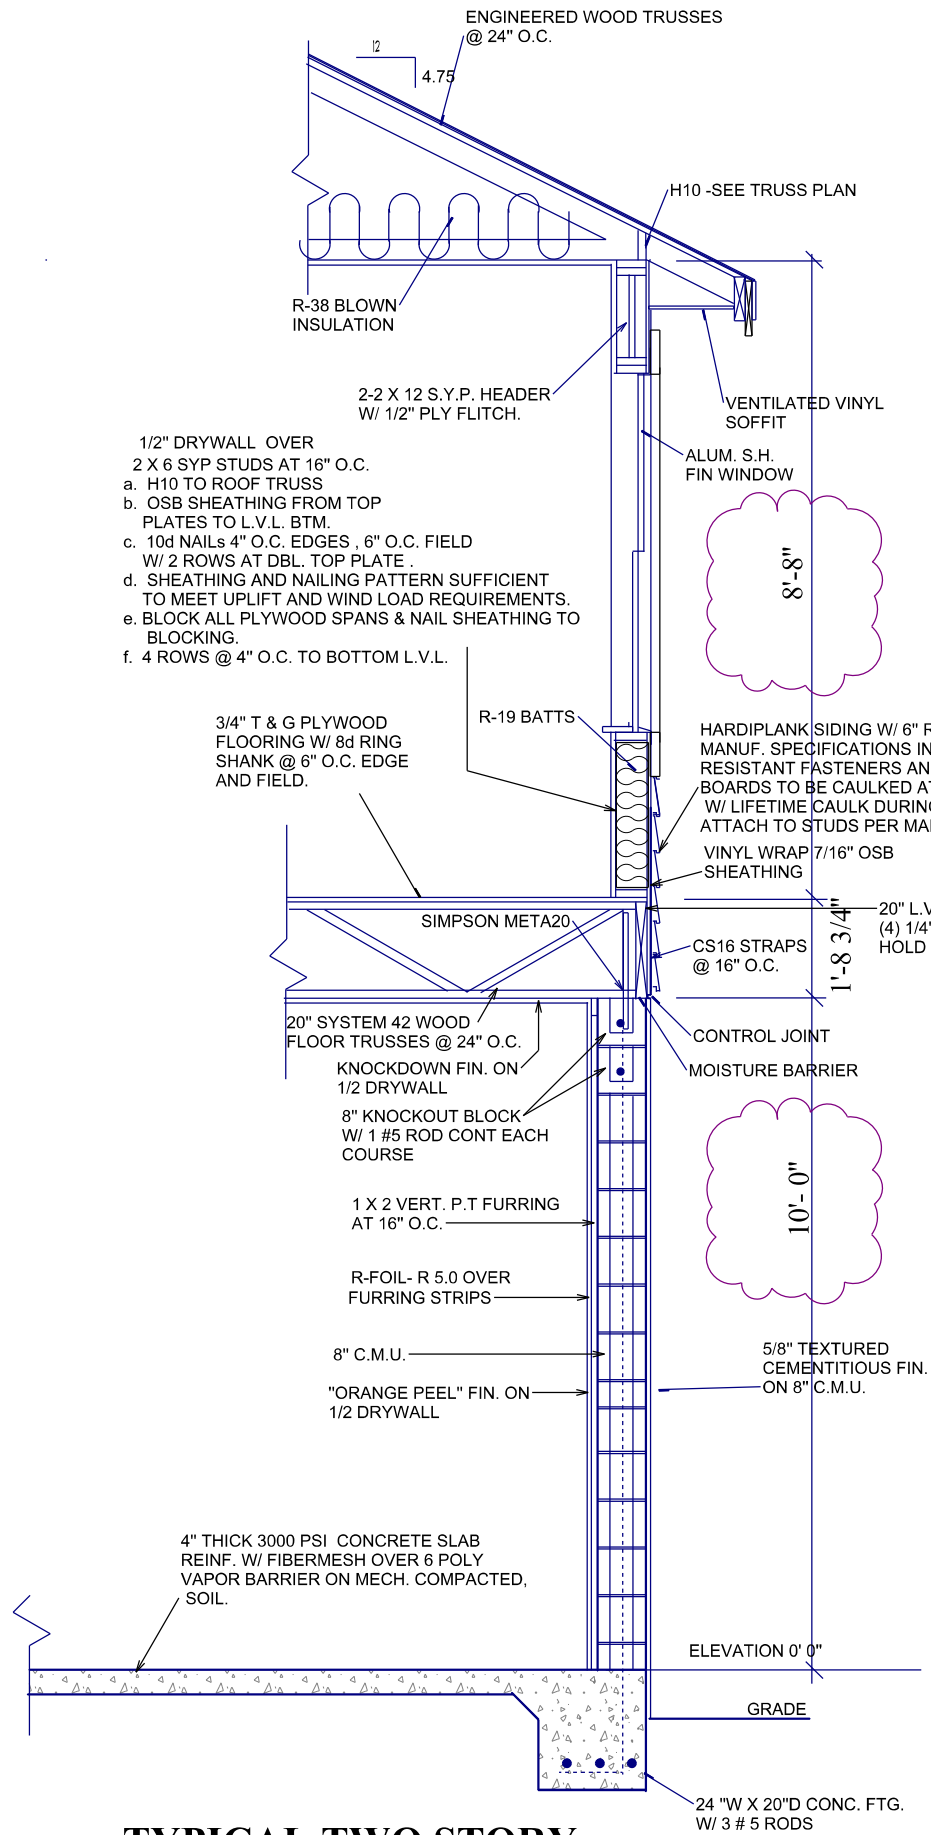 ENGINEERED WOOD TRUSSES
@ 24" O.C.
12
4.75
H10 -SEE TRUSS PLAN
R-38 BLOWN
INSULATION
2-2 X 12 S.Y.P. HEADER
W/ 1/2" PLY FLITCH.
VENTILATED VINYL
SOFFIT
1/2" DRYWALL OVER
2 X 6 SYP STUDS AT 16" O.C.
a. H10 TO ROOF TRUSS
b. OSB SHEATHING FROM TOP
PLATES TO L.V.L. BTM.
c. 10d NAILs 4" O.C. EDGES , 6" O.C. FIELD
W/ 2 ROWS AT DBL. TOP PLATE .
d. SHEATHING AND NAILING PATTERN SUFFICIENT
TO MEET UPLIFT AND WIND LOAD REQUIREMENTS.
e. BLOCK ALL PLYWOOD SPANS & NAIL SHEATHING TO
BLOCKING.
f. 4 ROWS @ 4" O.C. TO BOTTOM L.V.L.
ALUM. S.H.
FIN WINDOW
8'-8"
R-19 BATTS
3/4" T & G PLYWOOD
FLOORING W/ 8d RING
SHANK @ 6" O.C. EDGE
AND FIELD.
HARDIPLANK SIDING W/ 6" R
MANUF. SPECIFICATIONS IN
RESISTANT FASTENERS AN
BOARDS TO BE CAULKED AT
W/ LIFETIME CAULK DURING
ATTACH TO STUDS PER MA
VINYL WRAP 7/16" OSB
SHEATHING
SIMPSON META20
20" L.V
(4) 1/4"
HOLD
1'-8 3/4"
CS16 STRAPS
@ 16" O.C.
20" SYSTEM 42 WOOD
FLOOR TRUSSES @ 24" O.C.
CONTROL JOINT
KNOCKDOWN FIN. ON
1/2 DRYWALL
MOISTURE BARRIER
8" KNOCKOUT BLOCK
W/ 1 #5 ROD CONT EACH
COURSE
10'- 0"
1 X 2 VERT. P.T FURRING
AT 16" O.C.
R-FOIL- R 5.0 OVER
FURRING STRIPS
8" C.M.U.
5/8" TEXTURED
CEMENTITIOUS FIN.
ON 8" C.M.U.
"ORANGE PEEL" FIN. ON
1/2 DRYWALL
4" THICK 3000 PSI CONCRETE SLAB
REINF. W/ FIBERMESH OVER 6 POLY
VAPOR BARRIER ON MECH. COMPACTED,
SOIL.
ELEVATION 0' 0"
GRADE
24 "W X 20"D CONC. FTG.
W/ 3 # 5 RODS
TYPICAL TWO STORY